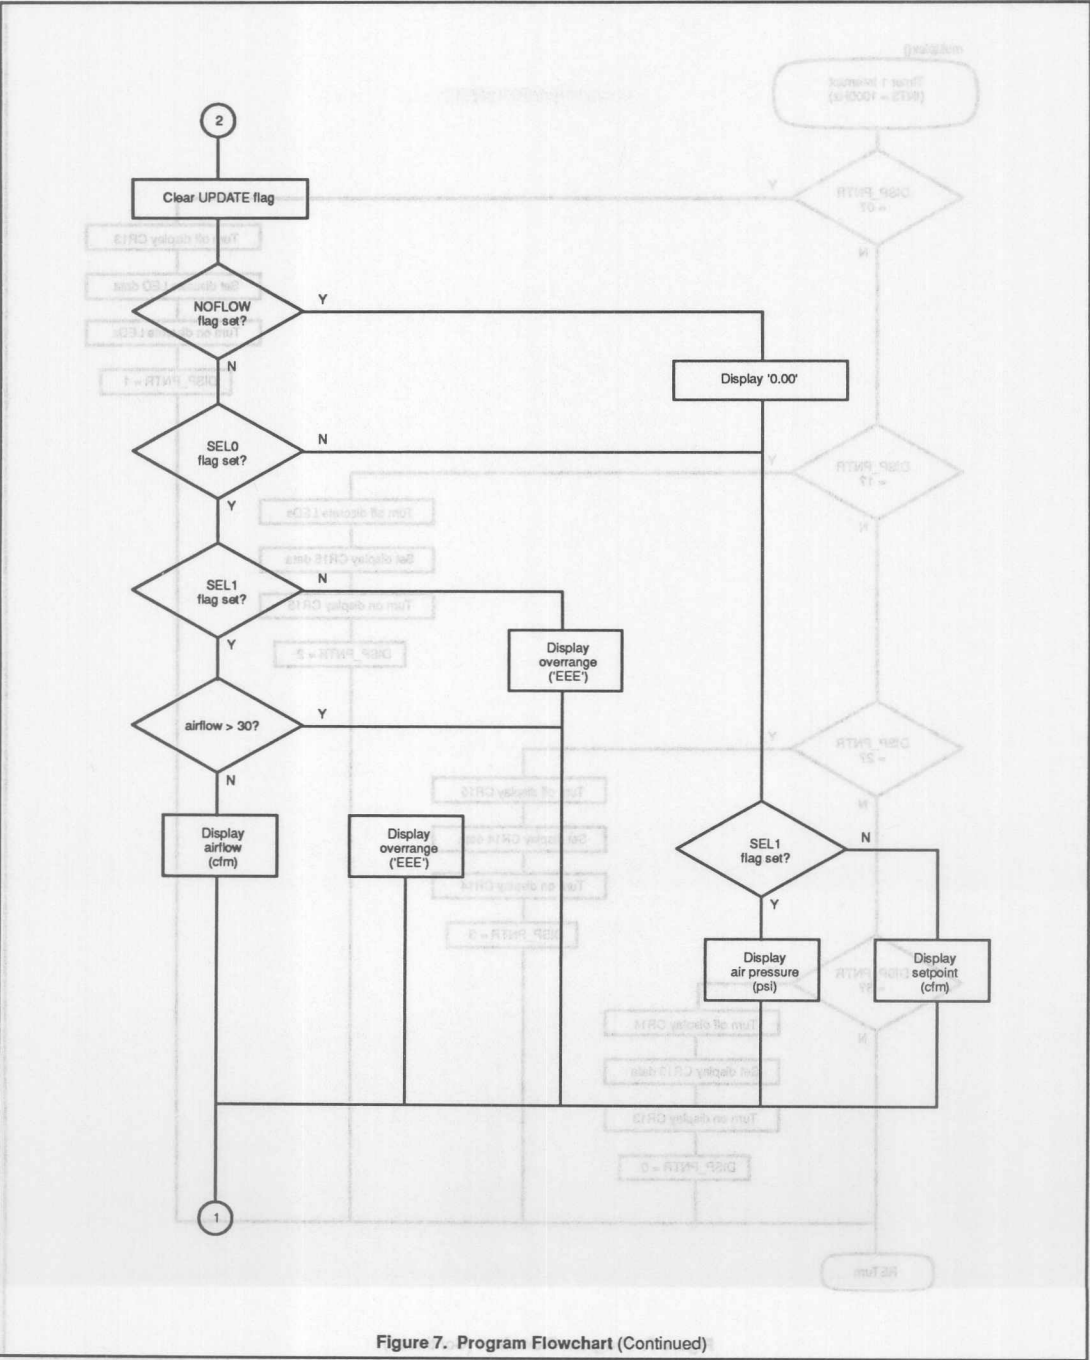 2
Clear UPDATE flag
NOFLOW
flag set?
Y
N
Display '0.00'
SEL0
flag set?
N
Y
SEL1
flag set?
N
Y
Display
overrange
('EEE')
airflow > 30?
Y
N
Display
airflow
(cfm)
Display
overrange
('EEE')
SEL1
flag set?
N
Y
Display
air pressure
(psi)
Display
setpoint
(cfm)
1
Figure 7. Program Flowchart (Continued)